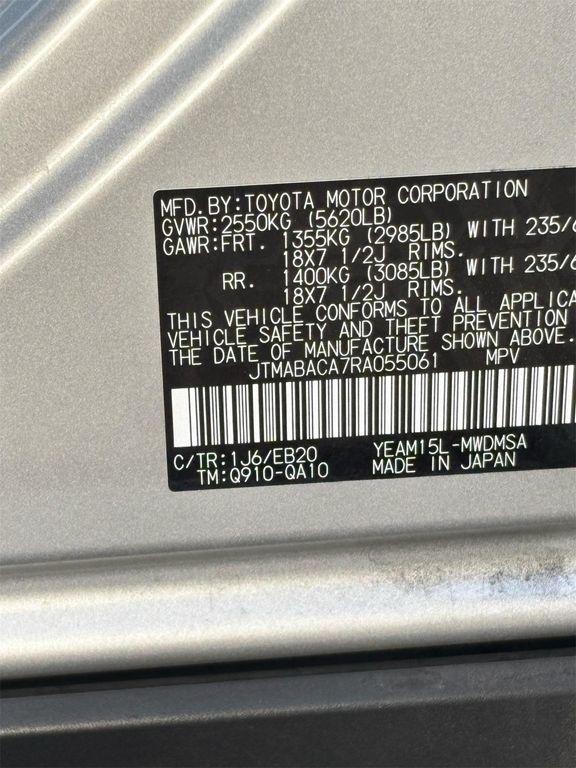 MFD.BY:TOYOTA MOTOR CORPORATION
GVWR:2550KG (5620LB)
GAWR:FRT. 1355KG (2985LB) WITH 235/6
18X7 1/2J RIMS.
RR. 1400KG (3085LB) WITH 235/6
18X7 1/2J RIMS.
THIS VEHICLE CONFORMS TO ALL APPLICA
VEHICLE SAFETY AND THEFT PREVENTION
THE DATE OF MANUFACTURE SHOWN ABOVE.
JTMABACA7RA055061 MPV
C/TR:1J6/EB20 YEAM15L-MWDMSA
TM:Q910-QA10 MADE IN JAPAN